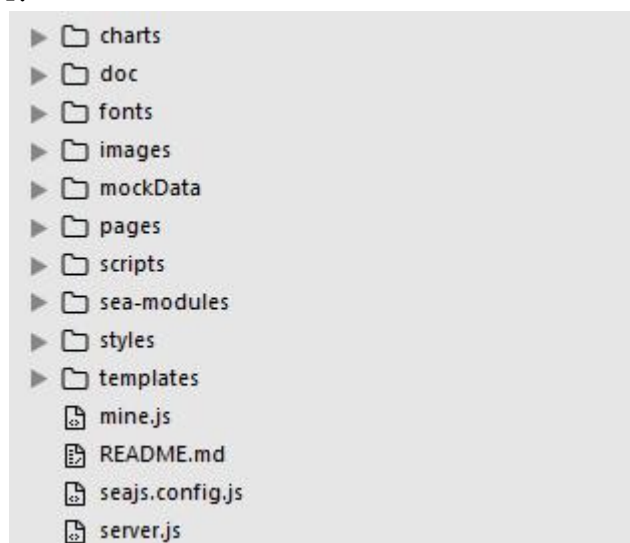 charts
doc
fonts
images
mockData
pages
scripts
sea-modules
styles
templates
mine.js
README.md
seajs.config.js
server.js